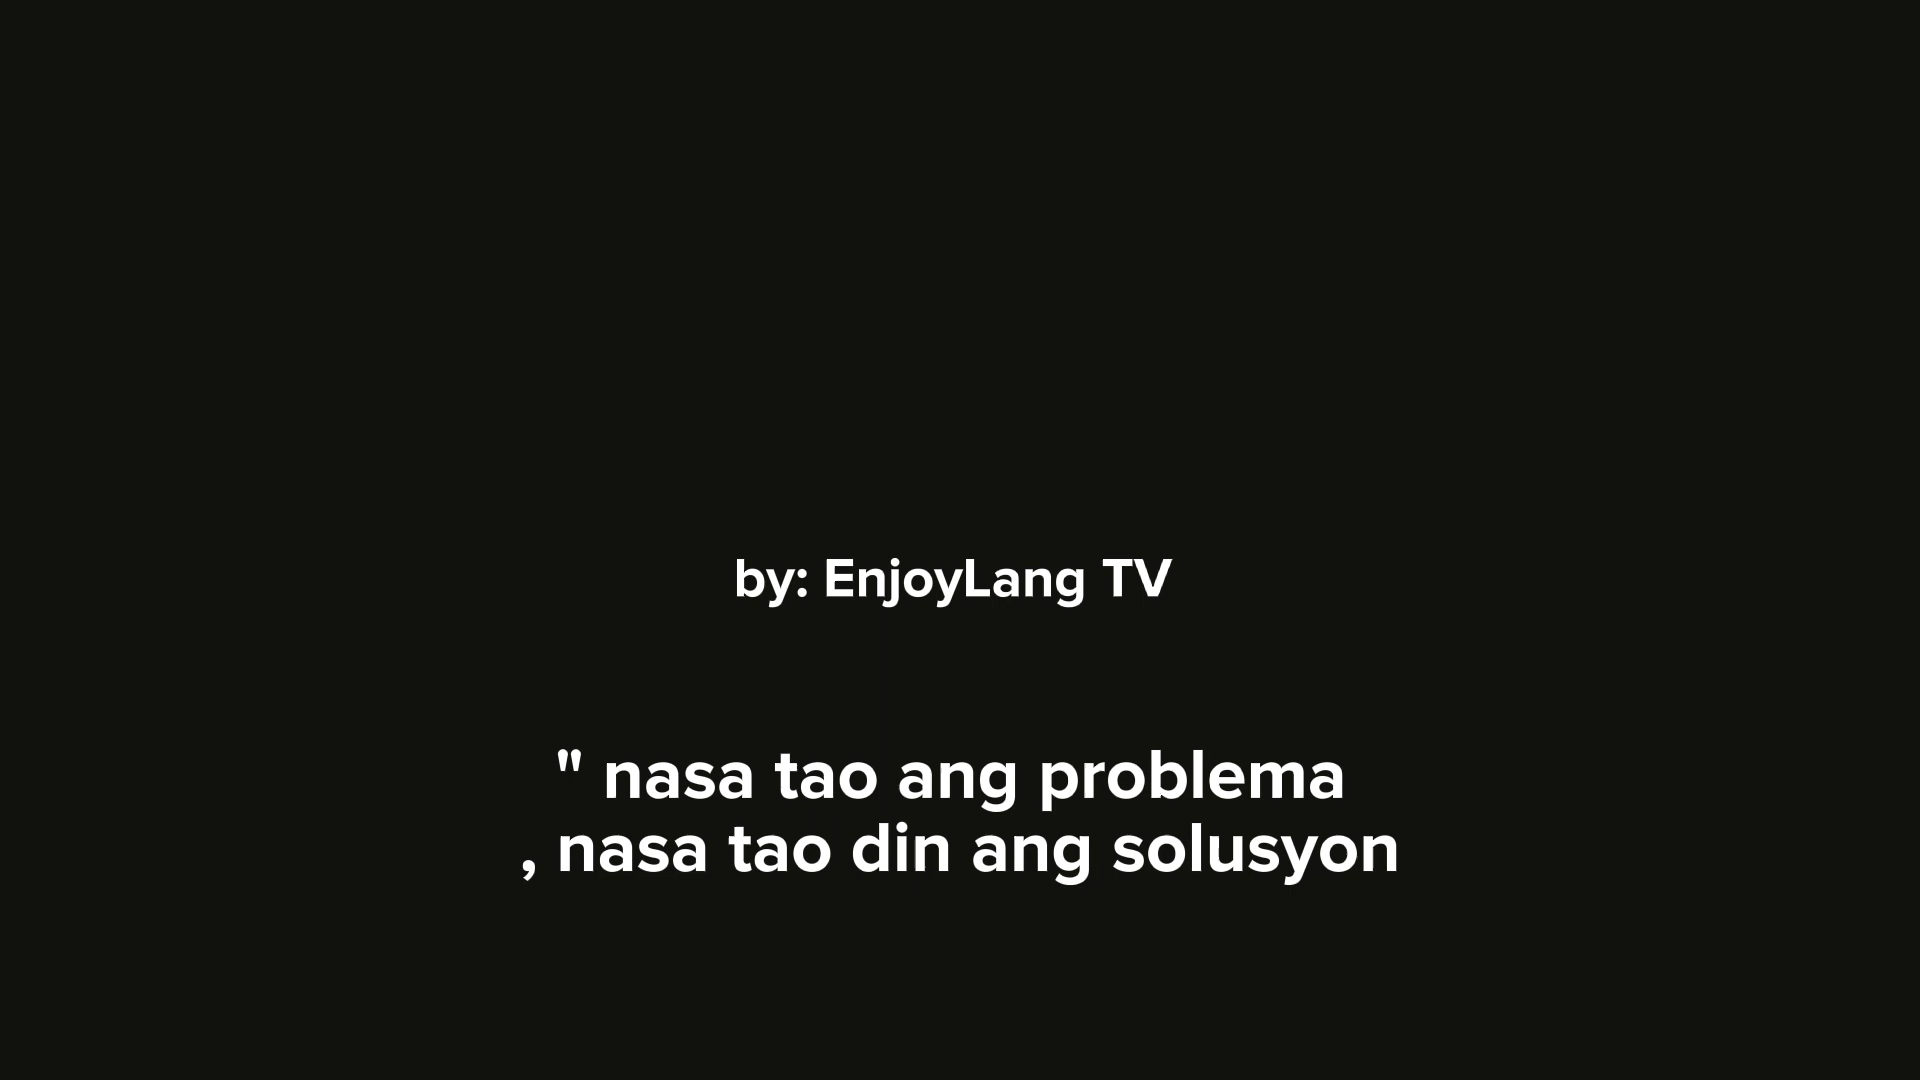 by: EnjoyLang TV
" nasa tao ang problema
, nasa tao din ang solusyon